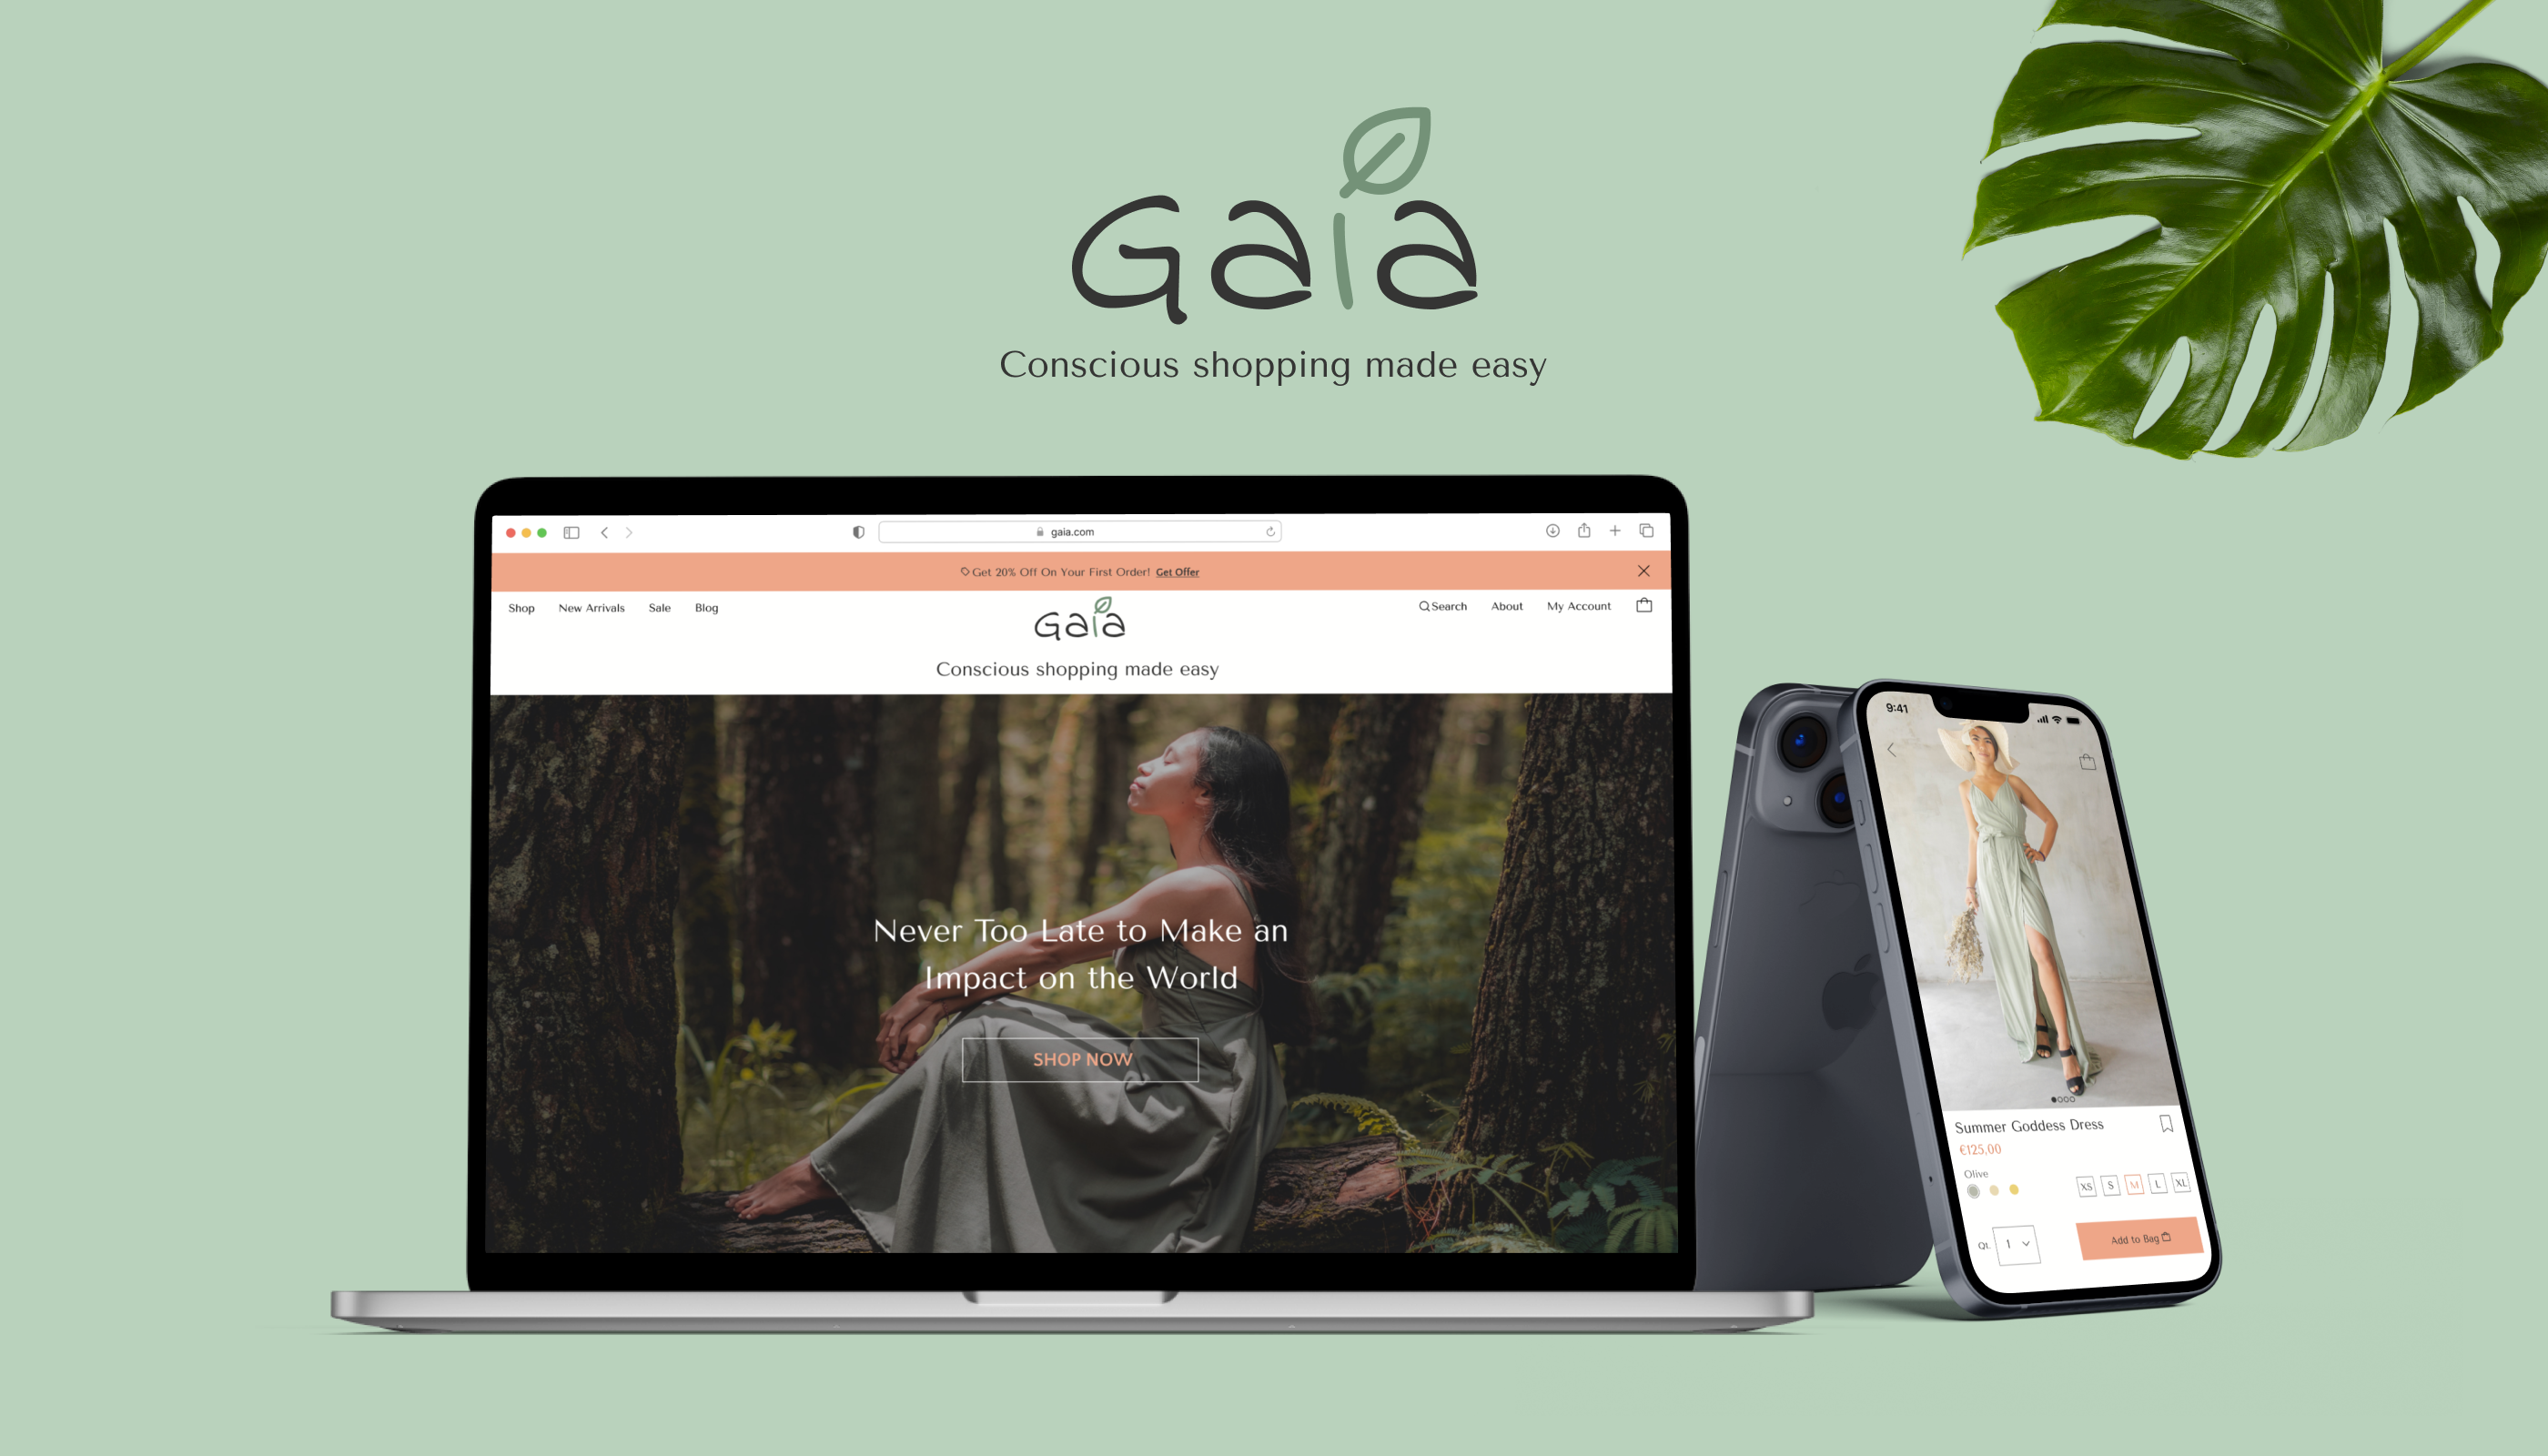 Gaia
Conscious shopping made easy
gaia.com
Get 20% Off On Your First Order! Get Offer
Shop New Arrivals Sale Blog
Gaia
Search About My Account
Conscious shopping made easy
Never Too Late to Make an
Impact on the World
SHOP NOW
9:41
Summer Goddess Dress
€125,00
Olive
XS S M L XL
Qt. 1
Add to Bag